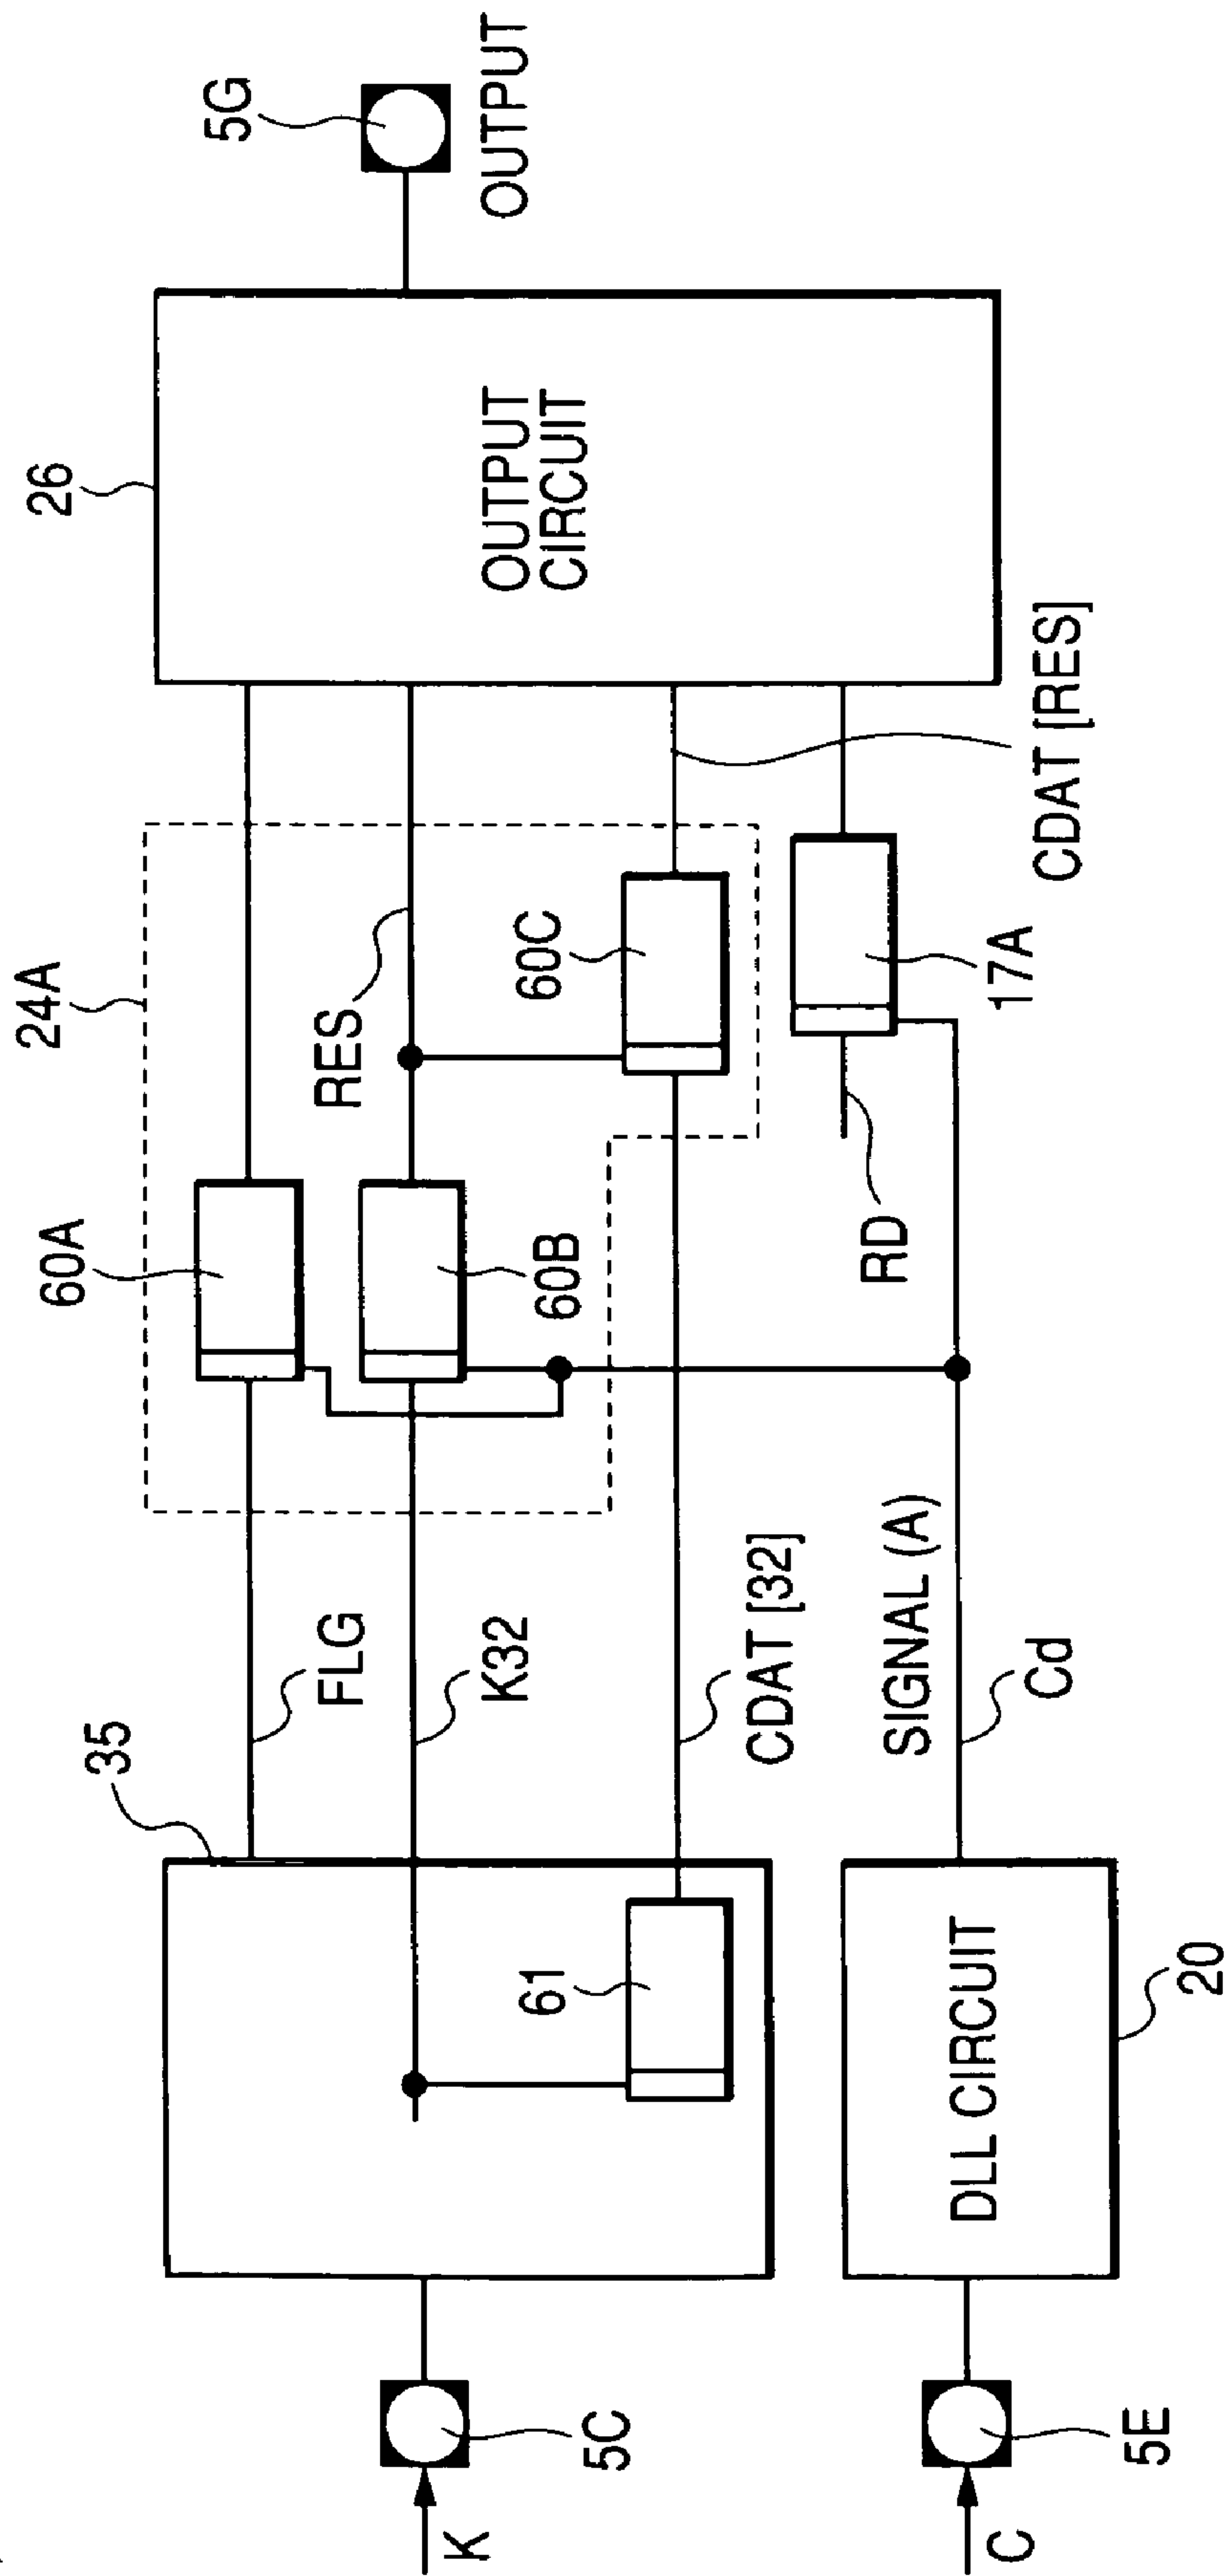 24A
26
5G
60A
RES
60C
OUTPUT
CIRCUIT
OUTPUT
35
FLG
60B
K32
61
RD
17A
CDAT [RES]
CDAT [32]
SIGNAL (A)
Cd
DLL CIRCUIT
20
K
5C
C
5E